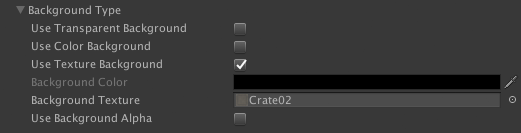 Background Type
Use Transparent Background
Use Color Background
Use Texture Background
Background Color
Background Texture Crate02
Use Background Alpha